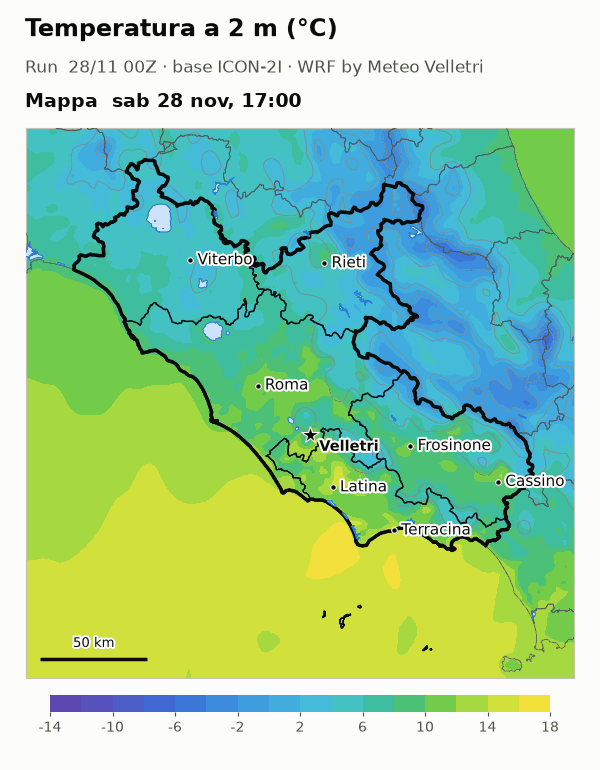 Temperatura a 2 m (°C)
Run 28/11 00Z · base ICON-2I · WRF by Meteo Velletri
Mappa sab 28 nov, 17:00
Viterbo
Rieti
Roma
Velletri
Frosinone
Cassino
Latina
Terracina
50 km
-14 -10 -6 -2 2 6 10 14 18